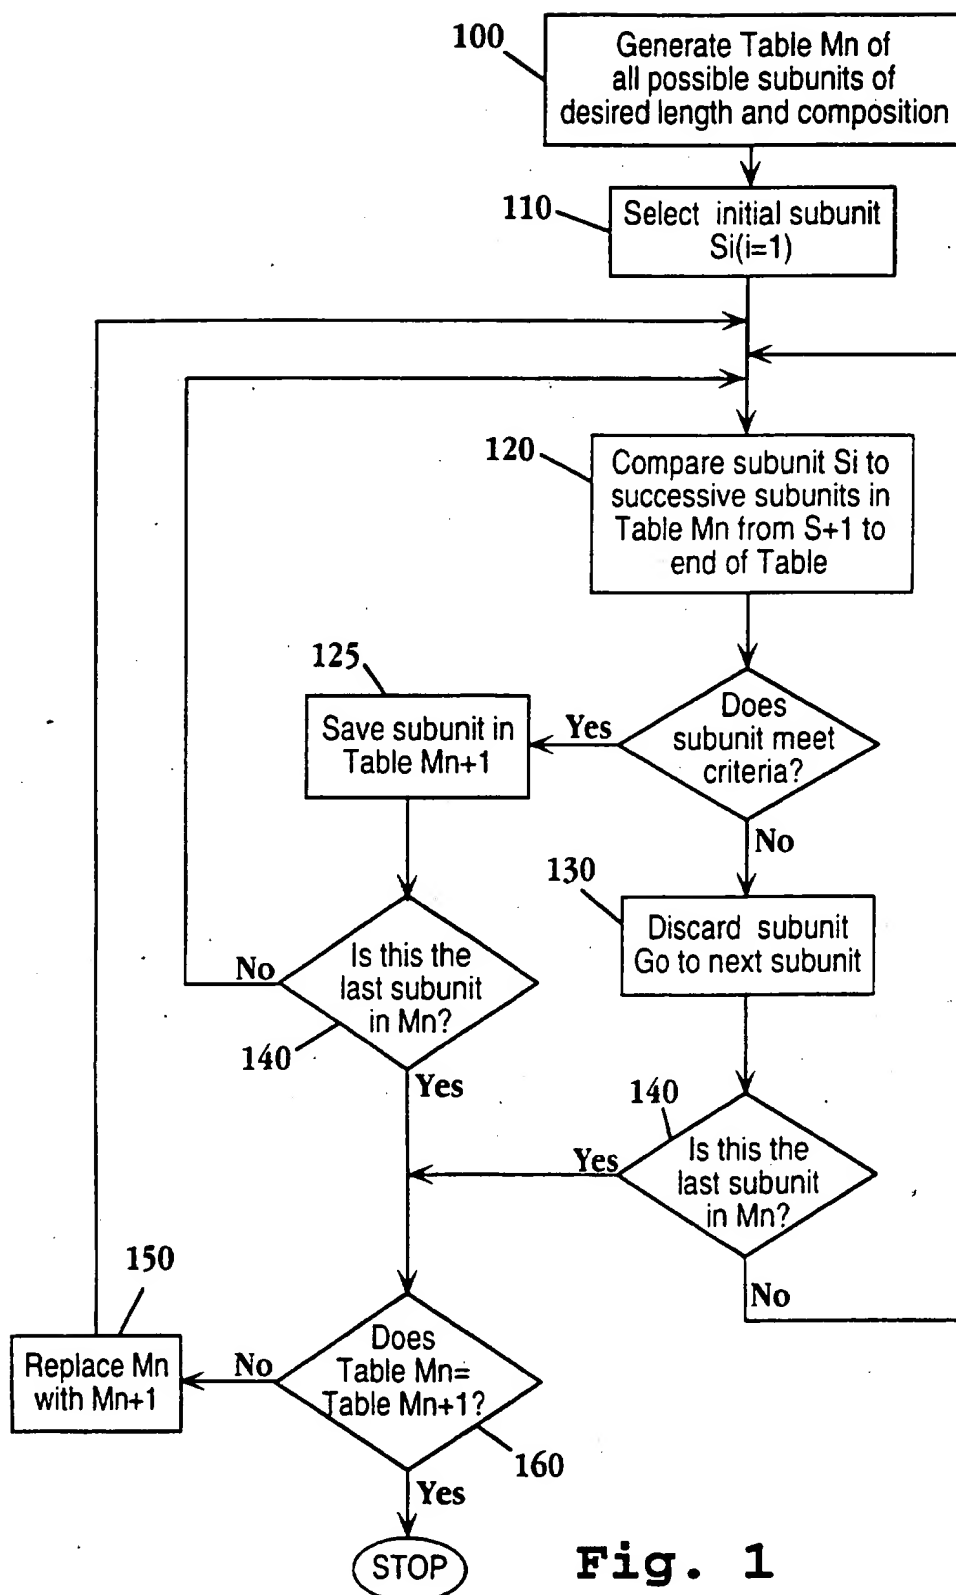 100
Generate Table Mn of
all possible subunits of
desired length and composition
110
Select initial subunit
Si(i=1)
120
Compare subunit Si to
successive subunits in
Table Mn from S+1 to
end of Table
125
Save subunit in
Table Mn+1
Yes
Does
subunit meet
criteria?
No
130
Discard subunit
Go to next subunit
No
Is this the
last subunit
in Mn?
140
Yes
140
Yes
Is this the
last subunit
in Mn?
No
150
Replace Mn
with Mn+1
No
Does
Table Mn=
Table Mn+1?
160
Yes
STOP
Fig. 1